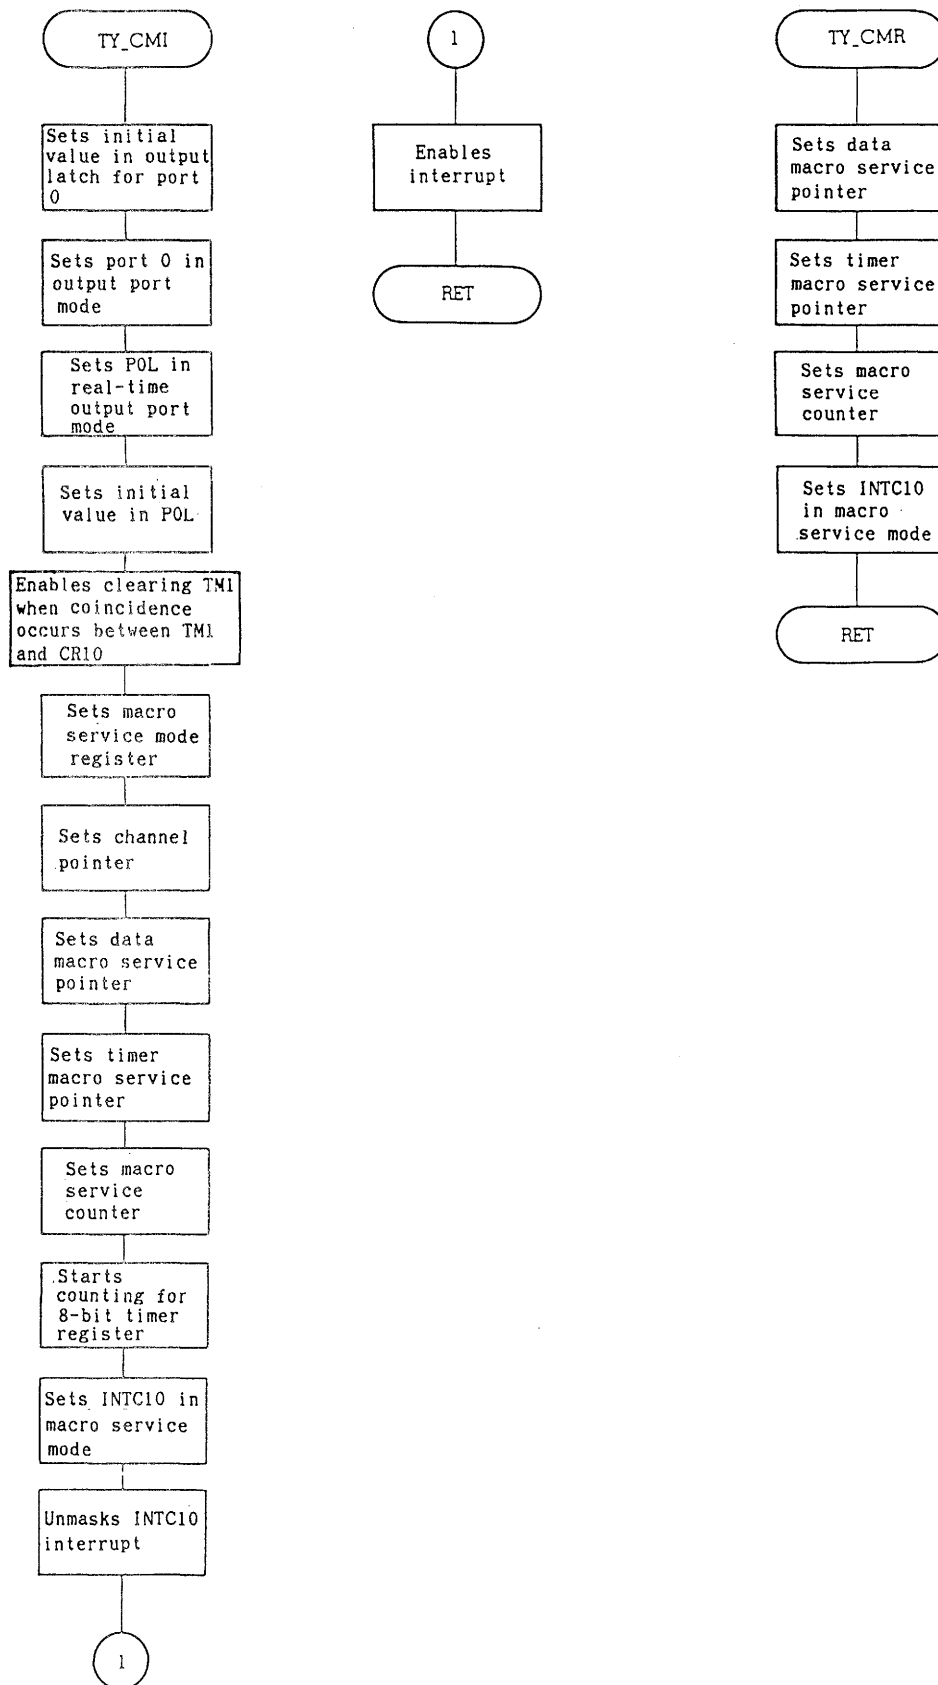 TY_CMI
Sets initial
value in output
latch for port
0
Sets port 0 in
output port
mode
Sets POL in
real-time
output port
mode
Sets initial
value in POL
Enables clearing TM1
when coincidence
occurs between TM1
and CR10
Sets macro
service mode
register
Sets channel
pointer
Sets data
macro service
pointer
Sets timer
macro service
pointer
Sets macro
service
counter
Starts
counting for
8-bit timer
register
Sets INTC10 in
macro service
mode
Unmasks INTC10
interrupt
1
1
Enables
interrupt
RET
TY_CMR
Sets data
macro service
pointer
Sets timer
macro service
pointer
Sets macro
service
counter
Sets INTC10
in macro
service mode
RET